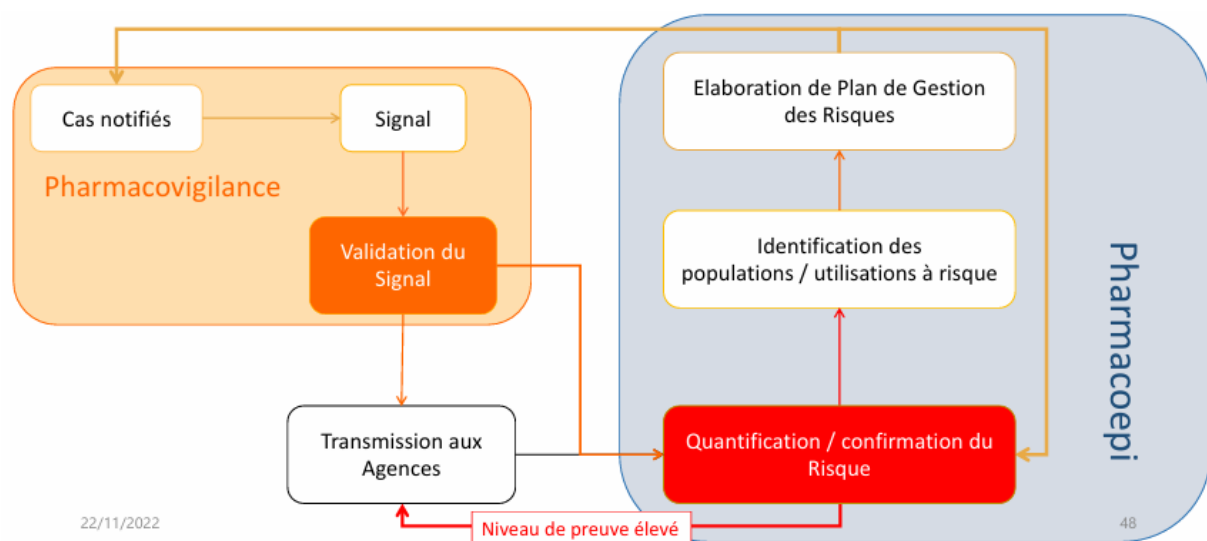 Elaboration de Plan de Gestion
des Risques
Cas notifiés
Signal
Pharmacovigilance
Validation du
Signal
Identification des
populations / utilisations à risque
Pharmacoepi
Transmission aux
Agences
Quantification / confirmation du
Risque
22/11/2022
Niveau de preuve élevé
48